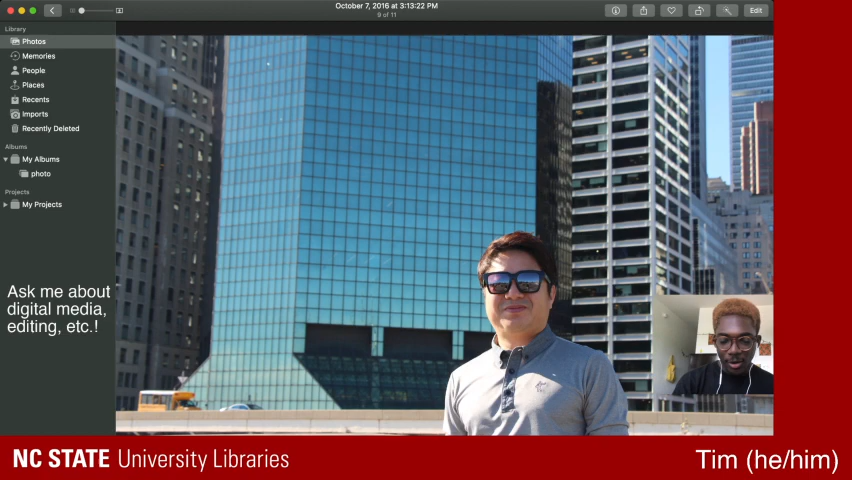 October 7, 2016 at 3:13:22 PM
9 of 11
Edit
Library
Photos
Memories
People
Places
Recents
Imports
Recently Deleted
Albums
My Albums
photo
Projects
My Projects
Ask me about
digital media,
editing, etc.!
NC STATE University Libraries
Tim (he/him)